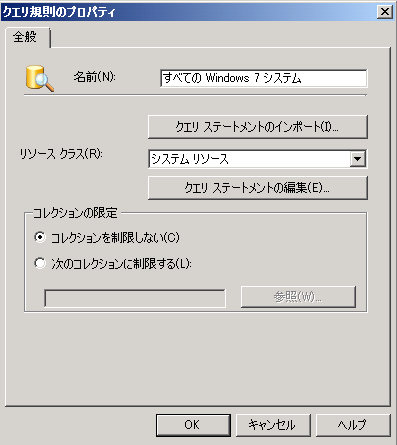 クエリ規則のプロパティ
全般
名前(N):
すべての Windows 7 システム
クエリ ステートメントのインポート(I)...
リソース クラス(R):
システム リソース
クエリ ステートメントの編集(E)...
コレクションの限定
コレクションを制限しない(C)
次のコレクションに制限する(L):
参照(W)...
OK
キャンセル
ヘルプ